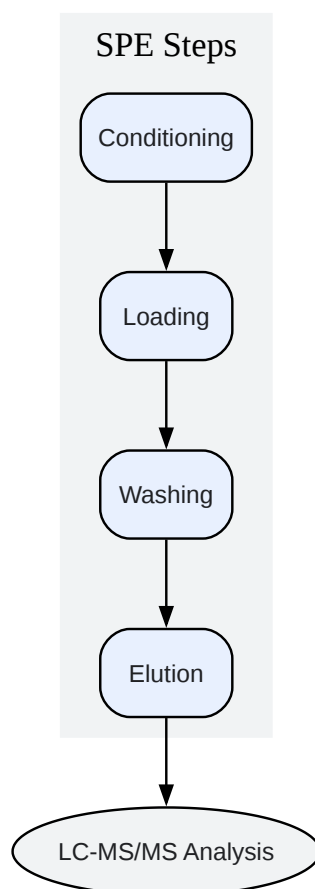 SPE Steps
Conditioning
Loading
Washing
Elution
LC-MS/MS Analysis